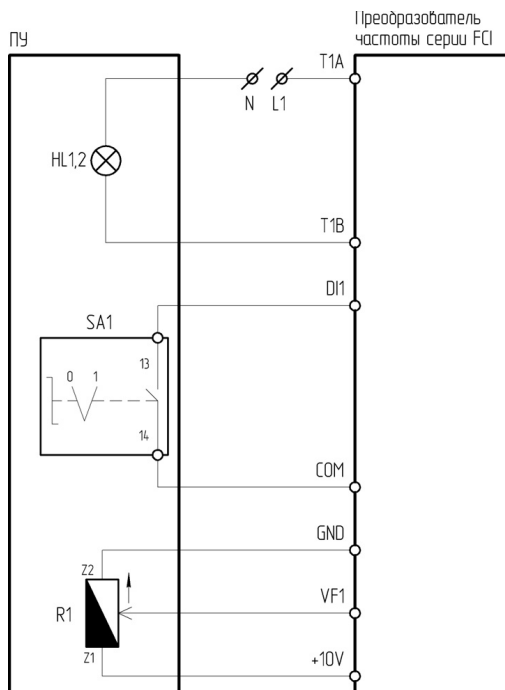 Преобразователь
частоты серии FCI
ПУ
T1A
N L1
HL1,2
T1B
DI1
SA1
13
0 1
14
COM
GND
Z2
VF1
R1
Z1
+10V